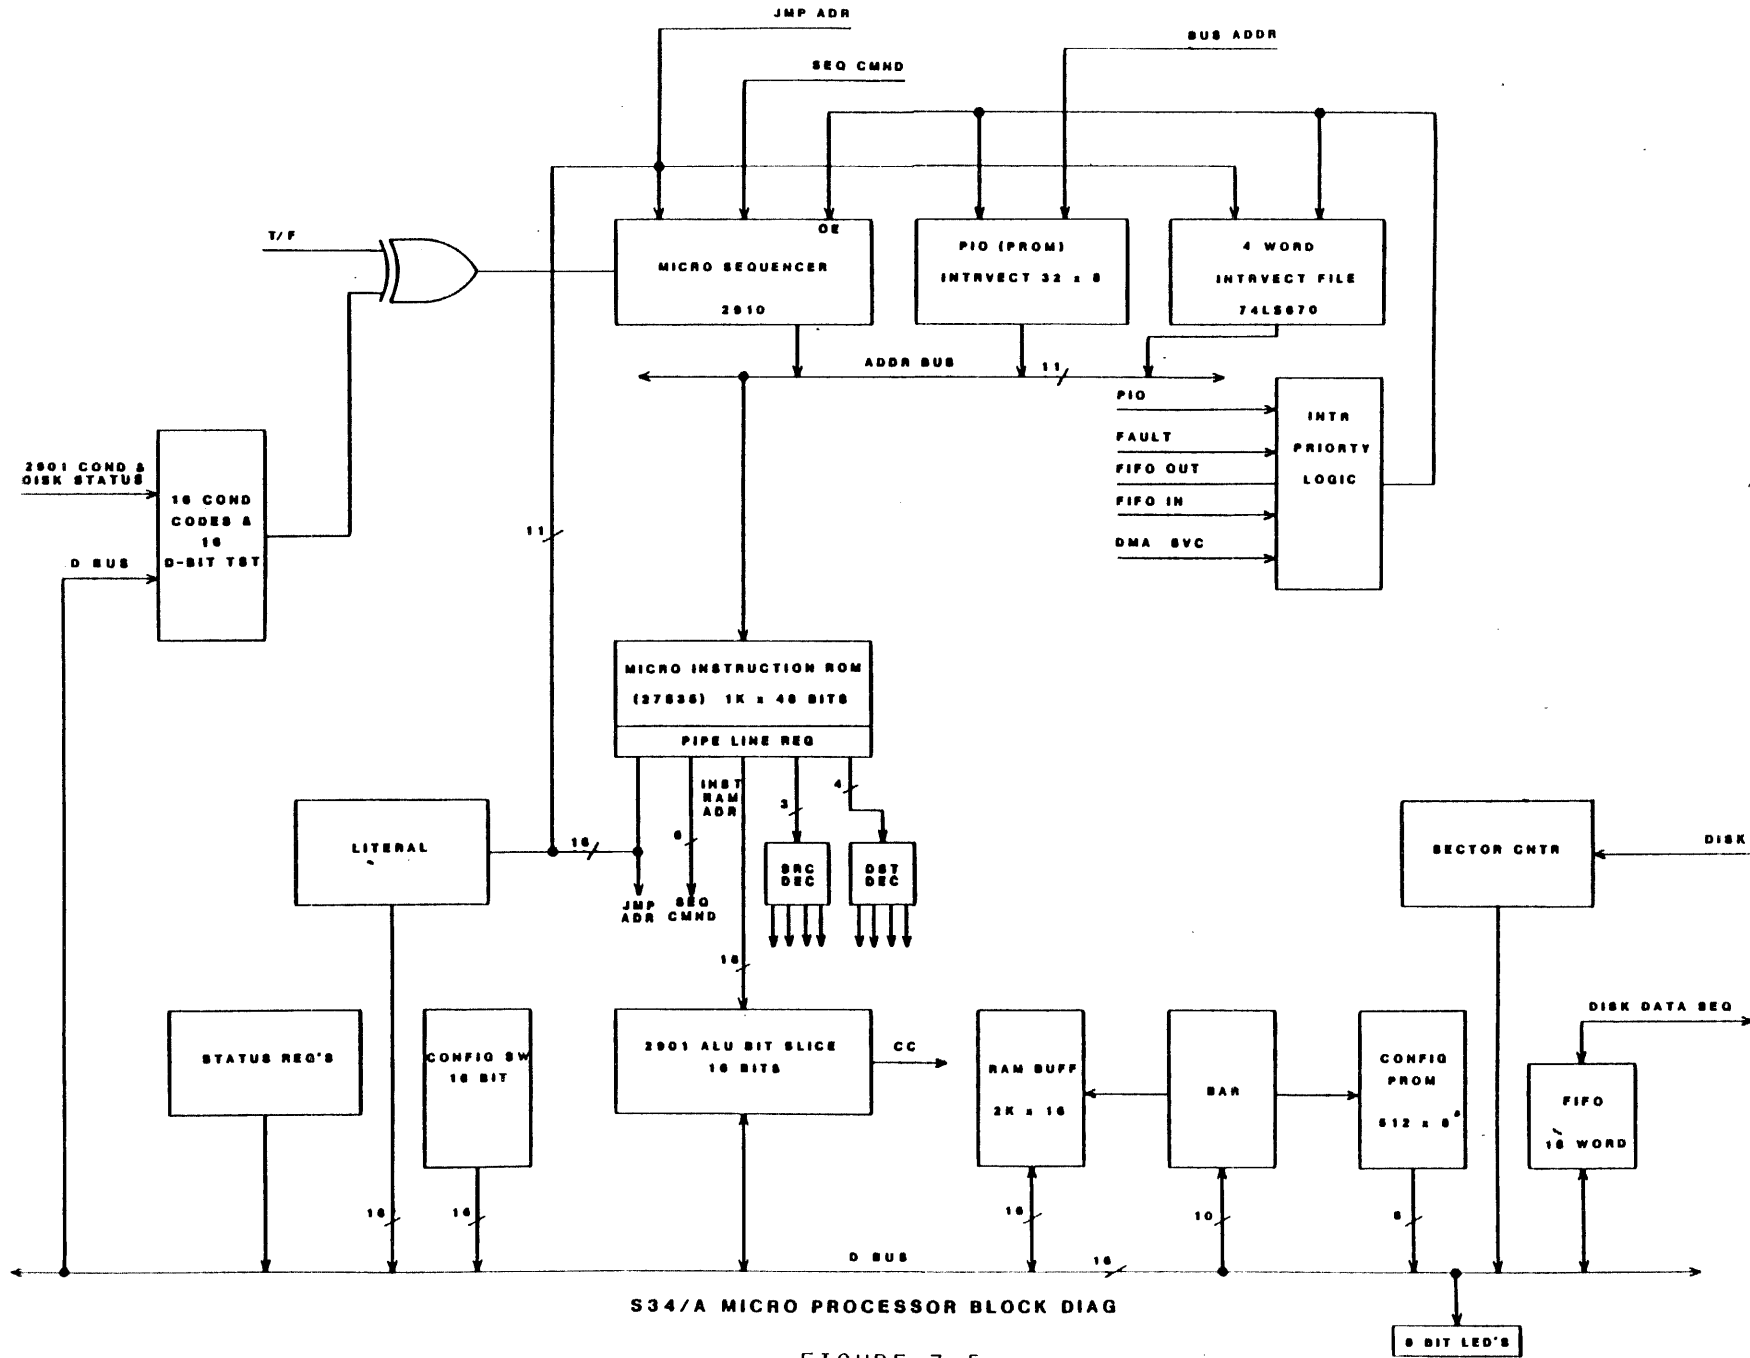 JMP ADR
BUS ADDR
SEQ CMND
T/F
OE
MICRO SEQUENCER
2910
PIO (PROM)
INTRVECT 32 x 8
4 WORD
INTRVECT FILE
74LS670
ADDR BUS
11
PIO
FAULT
FIFO OUT
FIFO IN
DMA SVC
INTR
PRIORTY
LOGIC
2901 COND &
DISK STATUS
D BUS
16 COND
CODES &
16
D-BIT TST
11
MICRO INSTRUCTION ROM
(27S35) 1K x 48 BITS
PIPE LINE REG
INST
RAM
ADR
3
4
6
LITERAL
16
JMP
ADR
SEQ
CMND
SRC
DEC
DST
DEC
SECTOR CNTR
DISK
18
STATUS REG'S
CONFIG SW
16 BIT
2901 ALU BIT SLICE
16 BITS
CC
RAM BUFF
2K x 16
BAR
CONFIG
PROM
512 x 8
DISK DATA SEQ
FIFO
16 WORD
16
16
16
10
8
D BUS
16
S34/A MICRO PROCESSOR BLOCK DIAG
8 BIT LED'S